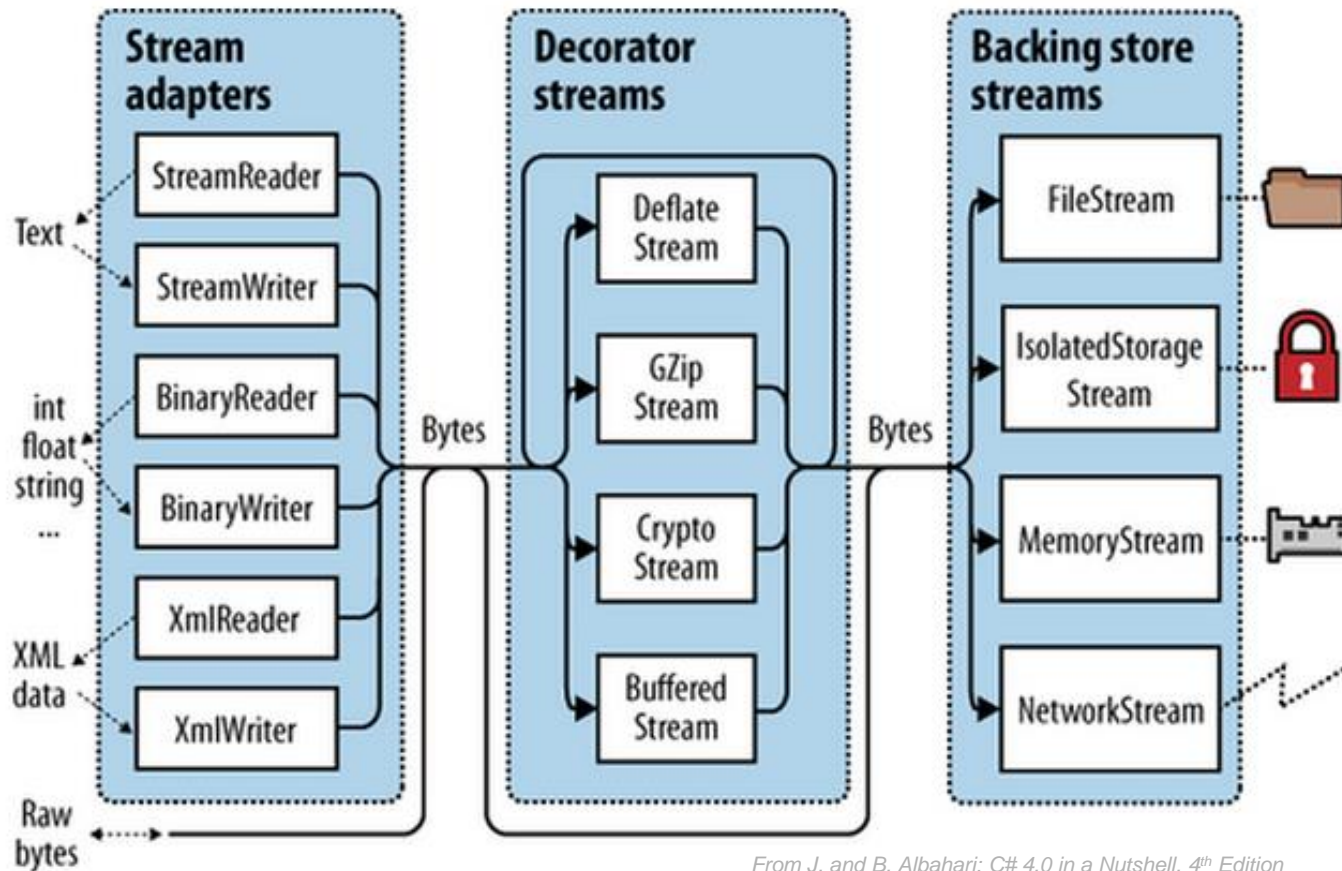 Stream
adapters
StreamReader
Text
StreamWriter
BinaryReader
int
float
string
...
BinaryWriter
XmlReader
XML
data
XmlWriter
Raw
bytes
Bytes
Decorator
streams
Deflate
Stream
GZip
Stream
Crypto
Stream
Buffered
Stream
Bytes
Backing store
streams
FileStream
IsolatedStorage
Stream
MemoryStream
NetworkStream
From J. and B. Albahari: C# 4.0 in a Nutshell, 4th Edition